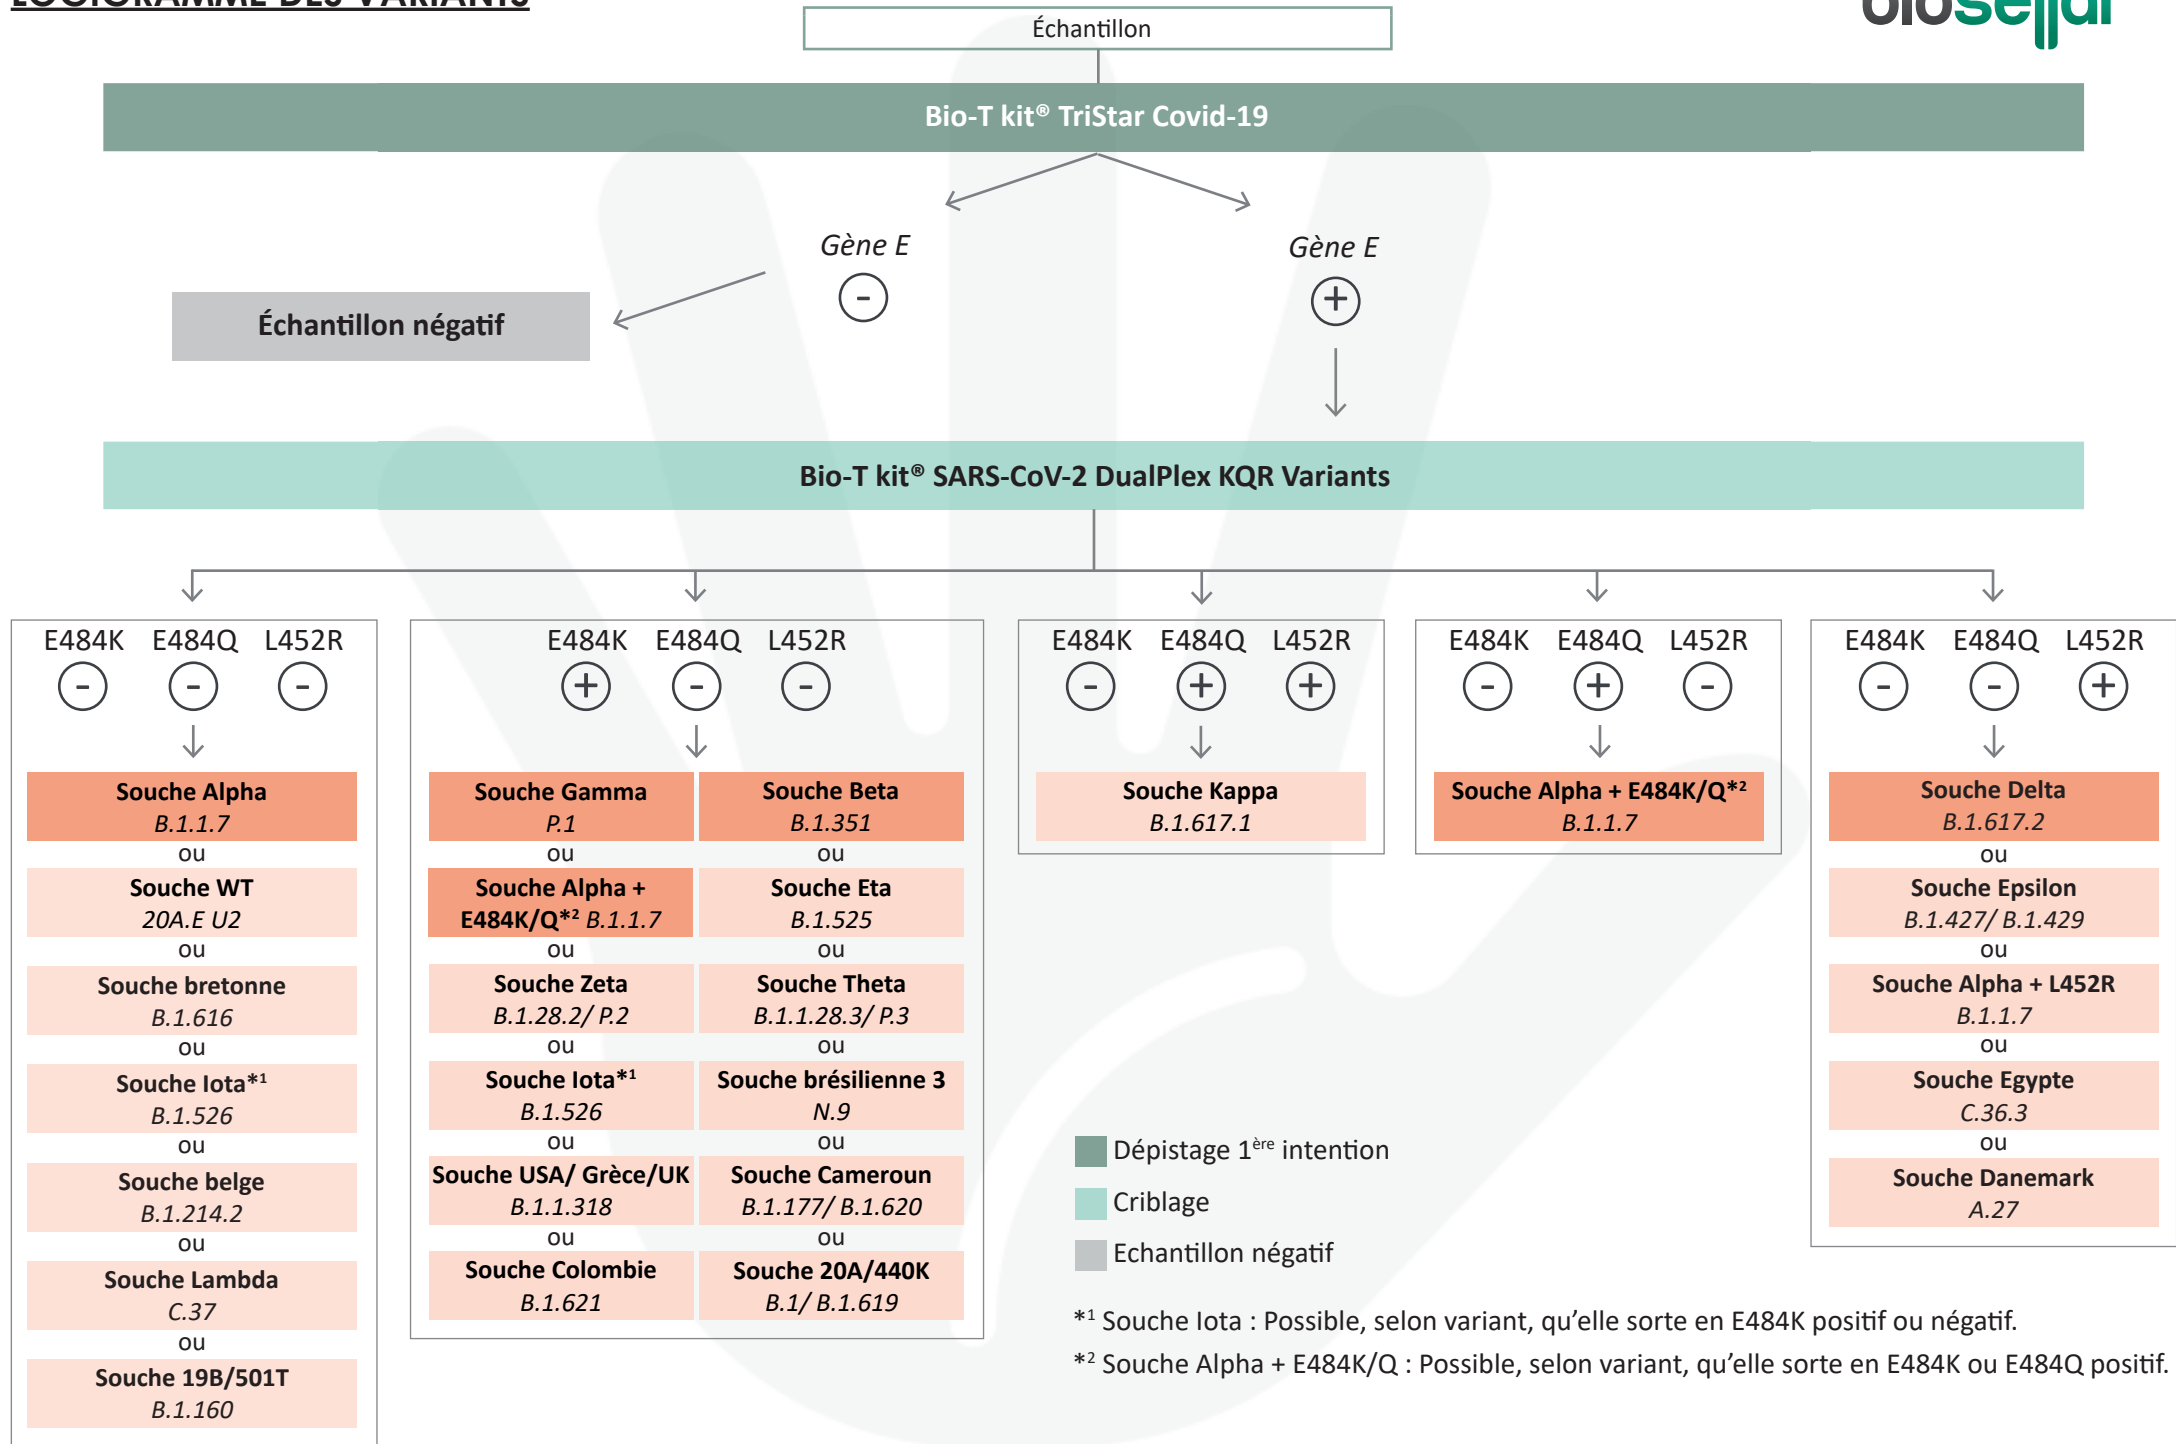 LOGIGRAMME DES VARIANTS
biosellal
Échantillon
Bio-T kit® TriStar Covid-19
Gène E
-
Gène E
+
Échantillon négatif
Bio-T kit® SARS-CoV-2 DualPlex KQR Variants
E484K E484Q L452R
- - -
Souche Alpha
B.1.1.7
ou
Souche WT
20A.E U2
ou
Souche bretonne
B.1.616
ou
Souche Iota*1
B.1.526
ou
Souche belge
B.1.214.2
ou
Souche Lambda
C.37
ou
Souche 19B/501T
B.1.160
E484K E484Q L452R
+ - -
Souche Gamma
P.1
ou
Souche Alpha +
E484K/Q*2 B.1.1.7
ou
Souche Zeta
B.1.28.2/ P.2
ou
Souche Iota*1
B.1.526
ou
Souche USA/ Grèce/UK
B.1.1.318
ou
Souche Colombie
B.1.621
Souche Beta
B.1.351
ou
Souche Eta
B.1.525
ou
Souche Theta
B.1.1.28.3/ P.3
ou
Souche brésilienne 3
N.9
ou
Souche Cameroun
B.1.177/ B.1.620
ou
Souche 20A/440K
B.1/ B.1.619
E484K E484Q L452R
- + +
Souche Kappa
B.1.617.1
E484K E484Q L452R
- + -
Souche Alpha + E484K/Q*2
B.1.1.7
E484K E484Q L452R
- - +
Souche Delta
B.1.617.2
ou
Souche Epsilon
B.1.427/ B.1.429
ou
Souche Alpha + L452R
B.1.1.7
ou
Souche Egypte
C.36.3
ou
Souche Danemark
A.27
Dépistage 1ère intention
Criblage
Echantillon négatif
*1 Souche Iota : Possible, selon variant, qu'elle sorte en E484K positif ou négatif.
*2 Souche Alpha + E484K/Q : Possible, selon variant, qu'elle sorte en E484K ou E484Q positif.